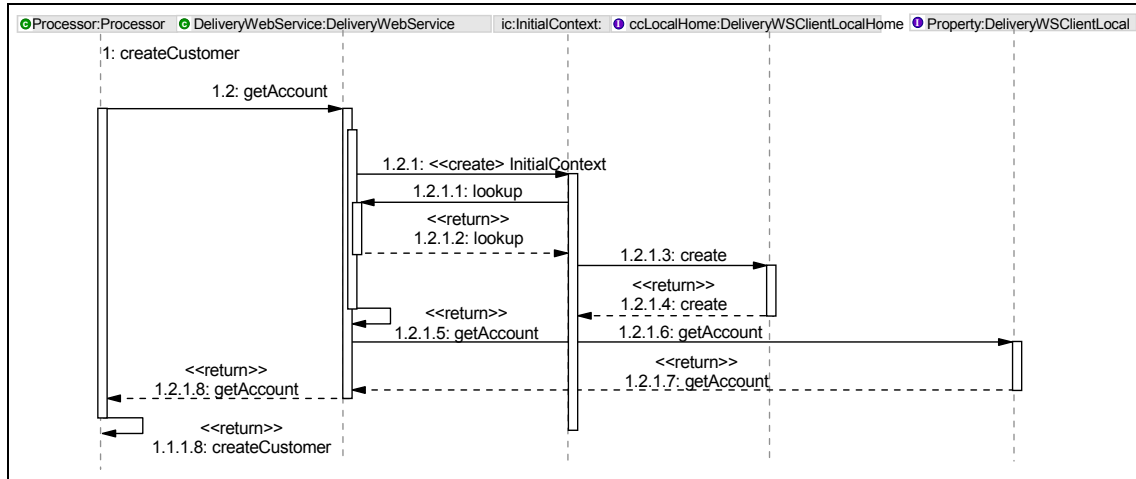 Processor:Processor
DeliveryWebService:DeliveryWebService
ic:InitialContext:
ccLocalHome:DeliveryWSClientLocalHome
Property:DeliveryWSClientLocal
1: createCustomer
1.2: getAccount
1.2.1: <<create> InitialContext
1.2.1.1: lookup
<<return>>
1.2.1.2: lookup
1.2.1.3: create
<<return>>
1.2.1.4: create
<<return>>
1.2.1.5: getAccount
1.2.1.6: getAccount
<<return>>
1.2.1.7: getAccount
<<return>>
1.2.1.8: getAccount
<<return>>
1.1.1.8: createCustomer